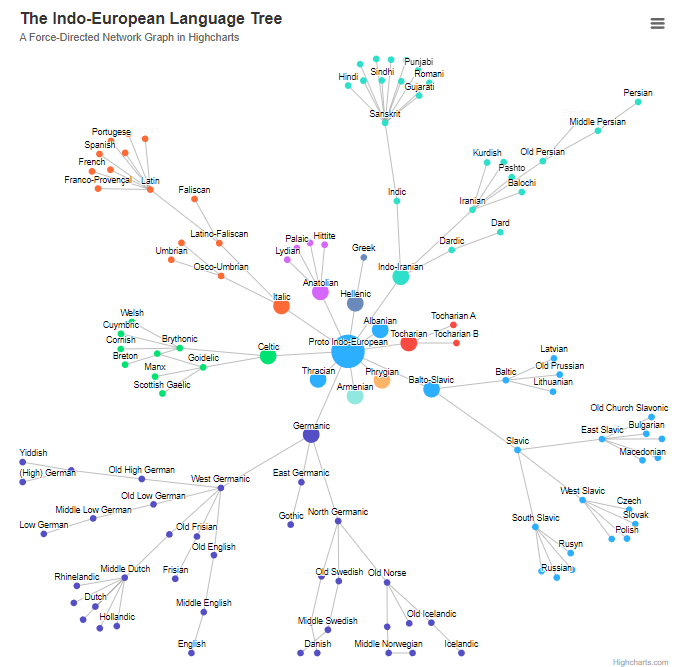 The Indo-European Language Tree
A Force-Directed Network Graph in Highcharts
Punjabi
Hindi
Sindhi
Romani
Gujarati
Sanskrit
Persian
Middle Persian
Portugese
Spanish
French
Franco-Provençal
Latin
Faliscan
Kurdish
Old Persian
Pashto
Balochi
Indic
Iranian
Dard
Dardic
Latino-Faliscan
Umbrian
Osco-Umbrian
Palaic
Hittite
Lydian
Greek
Indo-Iranian
Anatolian
Hellenic
Italic
Albanian
Tocharian A
Tocharian
Tocharian B
Proto Indo-European
Welsh
Cuymbric
Cornish
Brythonic
Breton
Goidelic
Manx
Scottish Gaelic
Celtic
Thracian
Phrygian
Armenian
Balto-Slavic
Latvian
Baltic
Old Prussian
Lithuanian
Old Church Slavonic
Bulgarian
East Slavic
Macedonian
Slavic
Germanic
Yiddish
(High) German
Old High German
West Germanic
East Germanic
West Slavic
Czech
Slovak
Polish
Old Low German
Middle Low German
Low German
Gothic
North Germanic
South Slavic
Rusyn
Russian
Old Frisian
Old English
Frisian
Middle Dutch
Rhinelandic
Dutch
Hollandic
Middle English
English
Old Swedish
Old Norse
Middle Swedish
Danish
Old Icelandic
Middle Norwegian
Icelandic
Highcharts.com